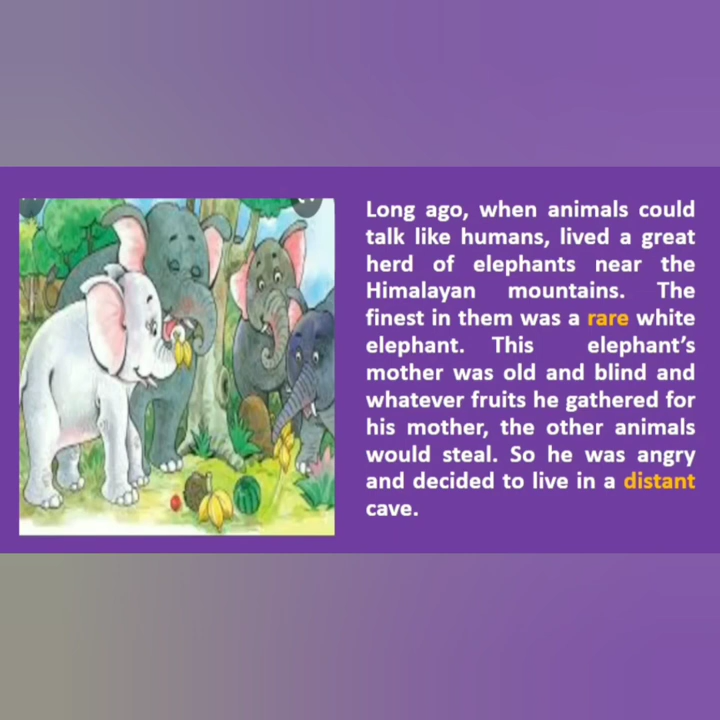 Long ago, when animals could
talk like humans, lived a great
herd of elephants near the
Himalayan mountains. The
finest in them was a rare white
elephant. This elephant's
mother was old and blind and
whatever fruits he gathered for
his mother, the other animals
would steal. So he was angry
and decided to live in a distant
cave.